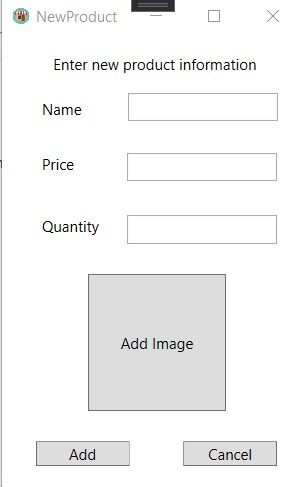 NewProduct
Enter new product information
Name
Price
Quantity
Add Image
Add
Cancel